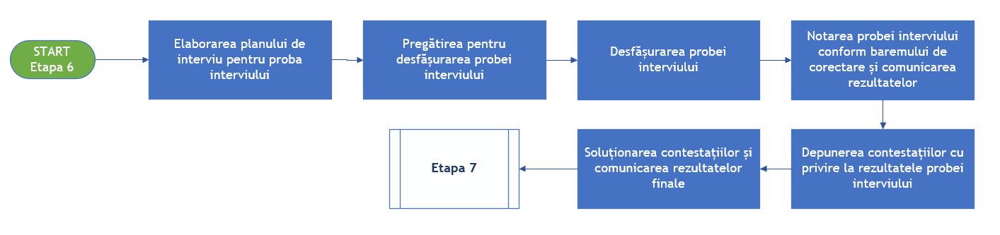 START
Etapa 6
Elaborarea planului de
interviu pentru proba
interviului
Pregătirea pentru
desfășurarea probei
interviului
Desfășurarea probei
interviului
Notarea probei interviului
conform baremului de
corectare și comunicarea
rezultatelor
Depunerea contestațiilor cu
privire la rezultatele probei
interviului
Soluționarea contestațiilor și
comunicarea rezultatelor
finale
Etapa 7